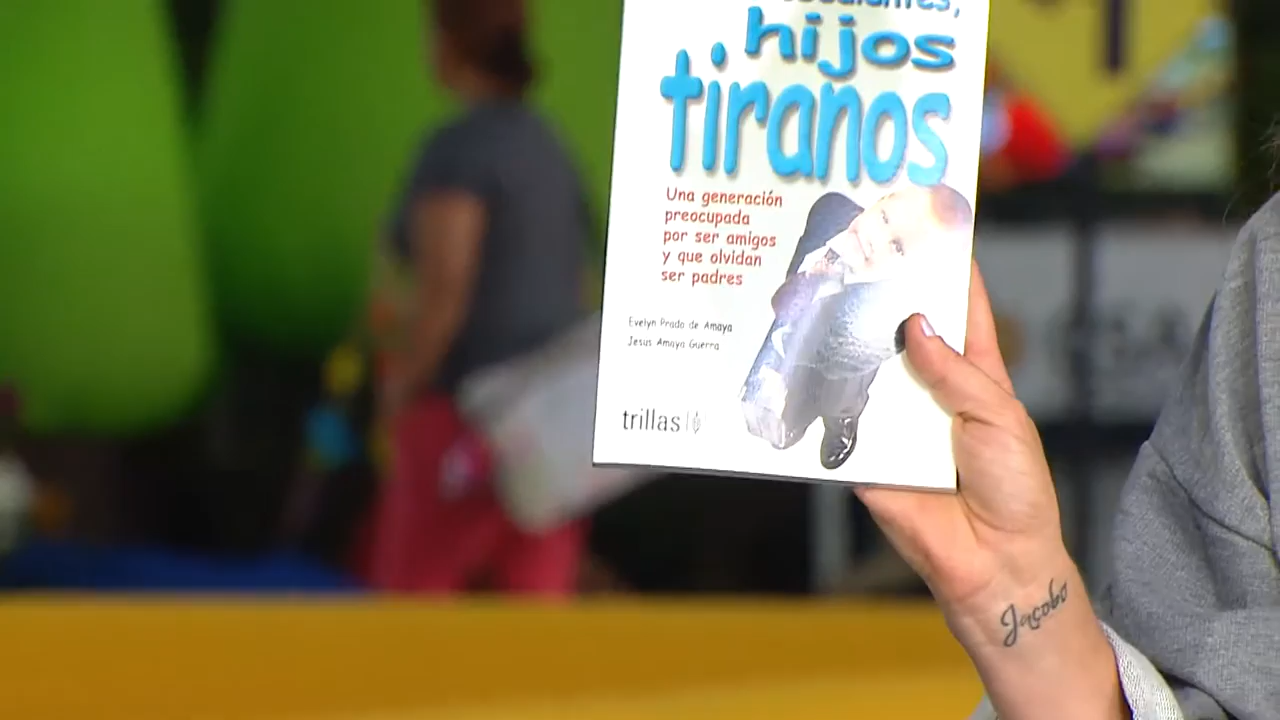 hijos
tiranos
Una generación
preocupada
por ser amigos
y que olvidan
ser padres
Evelyn Prado de Amaya
Jesus Amaya Guerra
trillas
Jacobo